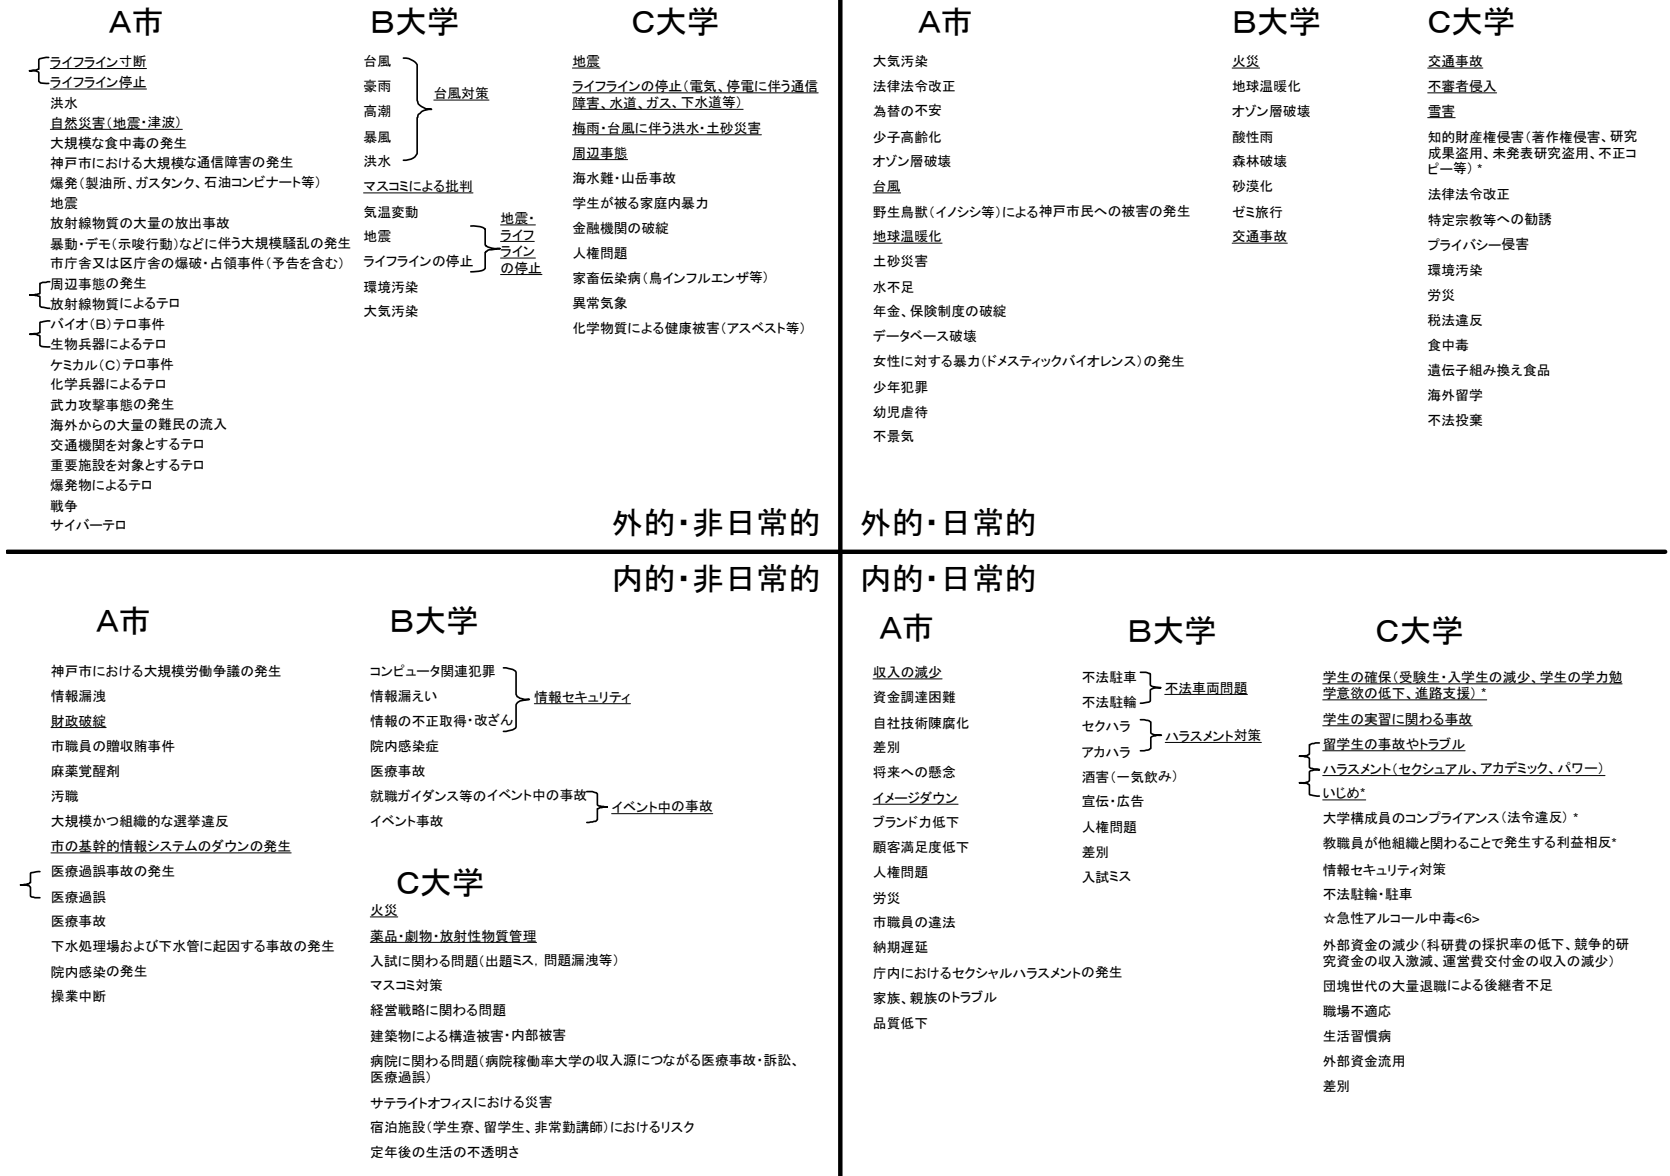 A市
ライフライン寸断
ライフライン停止
洪水
自然災害(地震・津波)
大規模な食中毒の発生
神戸市における大規模な通信障害の発生
爆発(製油所、ガスタンク、石油コンビナート等)
地震
放射線物質の大量の放出事故
暴動・デモ(示唆行動)などに伴う大規模騒乱の発生
市庁舎又は区庁舎の爆破・占領事件(予告を含む)
周辺事態の発生
放射線物質によるテロ
バイオ(B)テロ事件
生物兵器によるテロ
ケミカル(C)テロ事件
化学兵器によるテロ
武力攻撃事態の発生
海外からの大量の難民の流入
交通機関を対象とするテロ
重要施設を対象とするテロ
爆発物によるテロ
戦争
サイバーテロ
B大学
台風
豪雨
高潮
暴風
洪水
台風対策
マスコミによる批判
気温変動
地震
ライフラインの停止
地震・
ライフ
ライン
の停止
環境汚染
大気汚染
C大学
地震
ライフラインの停止(電気、停電に伴う通信
障害、水道、ガス、下水道等)
梅雨・台風に伴う洪水・土砂災害
周辺事態
海水難・山岳事故
学生が被る家庭内暴力
金融機関の破綻
人権問題
家畜伝染病(鳥インフルエンザ等)
異常気象
化学物質による健康被害(アスベスト等)
外的・非日常的
A市
大気汚染
法律法令改正
為替の不安
少子高齢化
オゾン層破壊
台風
野生鳥獣(イノシシ等)による神戸市民への被害の発生
地球温暖化
土砂災害
水不足
年金、保険制度の破綻
データベース破壊
女性に対する暴力(ドメスティックバイオレンス)の発生
少年犯罪
幼児虐待
不景気
B大学
火災
地球温暖化
オゾン層破壊
酸性雨
森林破壊
砂漠化
ゼミ旅行
交通事故
C大学
交通事故
不審者侵入
雪害
知的財産権侵害(著作権侵害、研究
成果盗用、未発表研究盗用、不正コ
ピー等) *
法律法令改正
特定宗教等への勧誘
プライバシー侵害
環境汚染
労災
税法違反
食中毒
遺伝子組み換え食品
海外留学
不法投棄
外的・日常的
内的・非日常的
A市
神戸市における大規模労働争議の発生
情報漏洩
財政破綻
市職員の贈収賄事件
麻薬覚醒剤
汚職
大規模かつ組織的な選挙違反
市の基幹的情報システムのダウンの発生
医療過誤事故の発生
医療過誤
医療事故
下水処理場および下水管に起因する事故の発生
院内感染の発生
操業中断
B大学
コンピュータ関連犯罪
情報漏えい
情報の不正取得・改ざん
情報セキュリティ
院内感染症
医療事故
就職ガイダンス等のイベント中の事故
イベント事故
イベント中の事故
C大学
火災
薬品・劇物・放射性物質管理
入試に関わる問題(出題ミス, 問題漏洩等)
マスコミ対策
経営戦略に関わる問題
建築物による構造被害・内部被害
病院に関わる問題(病院稼働率大学の収入源につながる医療事故・訴訟、
医療過誤)
サテライトオフィスにおける災害
宿泊施設(学生寮、留学生、非常勤講師)におけるリスク
定年後の生活の不透明さ
内的・日常的
A市
収入の減少
資金調達困難
自社技術陳腐化
差別
将来への懸念
イメージダウン
ブランド力低下
顧客満足度低下
人権問題
労災
市職員の違法
納期遅延
庁内におけるセクシャルハラスメントの発生
家族、親族のトラブル
品質低下
B大学
不法駐車
不法駐輪
不法車両問題
セクハラ
アカハラ
ハラスメント対策
酒害(一気飲み)
宣伝・広告
人権問題
差別
入試ミス
C大学
学生の確保(受験生・入学生の減少、学生の学力勉
学意欲の低下、進路支援) *
学生の実習に関わる事故
留学生の事故やトラブル
ハラスメント(セクシュアル、アカデミック、パワー)
いじめ*
大学構成員のコンプライアンス(法令違反) *
教職員が他組織と関わることで発生する利益相反*
情報セキュリティ対策
不法駐輪・駐車
☆急性アルコール中毒<6>
外部資金の減少(科研費の採択率の低下、競争的研
究資金の収入激減、運営費交付金の収入の減少)
団塊世代の大量退職による後継者不足
職場不適応
生活習慣病
外部資金流用
差別